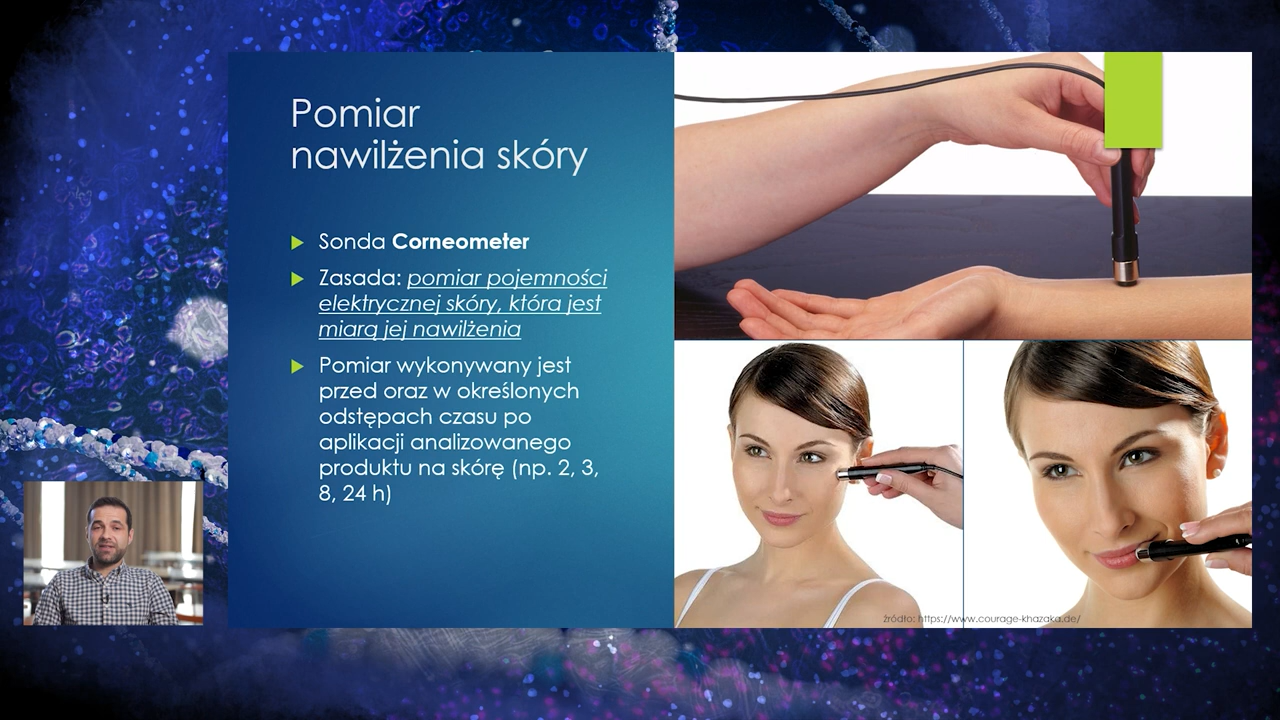 Pomiar
nawilżenia skóry
Sonda Corneometer
Zasada: pomiar pojemności
elektrycznej skóry, która jest
miarą jej nawilżenia
Pomiar wykonywany jest
przed oraz w określonych
odstępach czasu po
aplikacji analizowanego
produktu na skórę (np. 2, 3,
8, 24 h)
źródło: https://www.courage-khazaka.de/